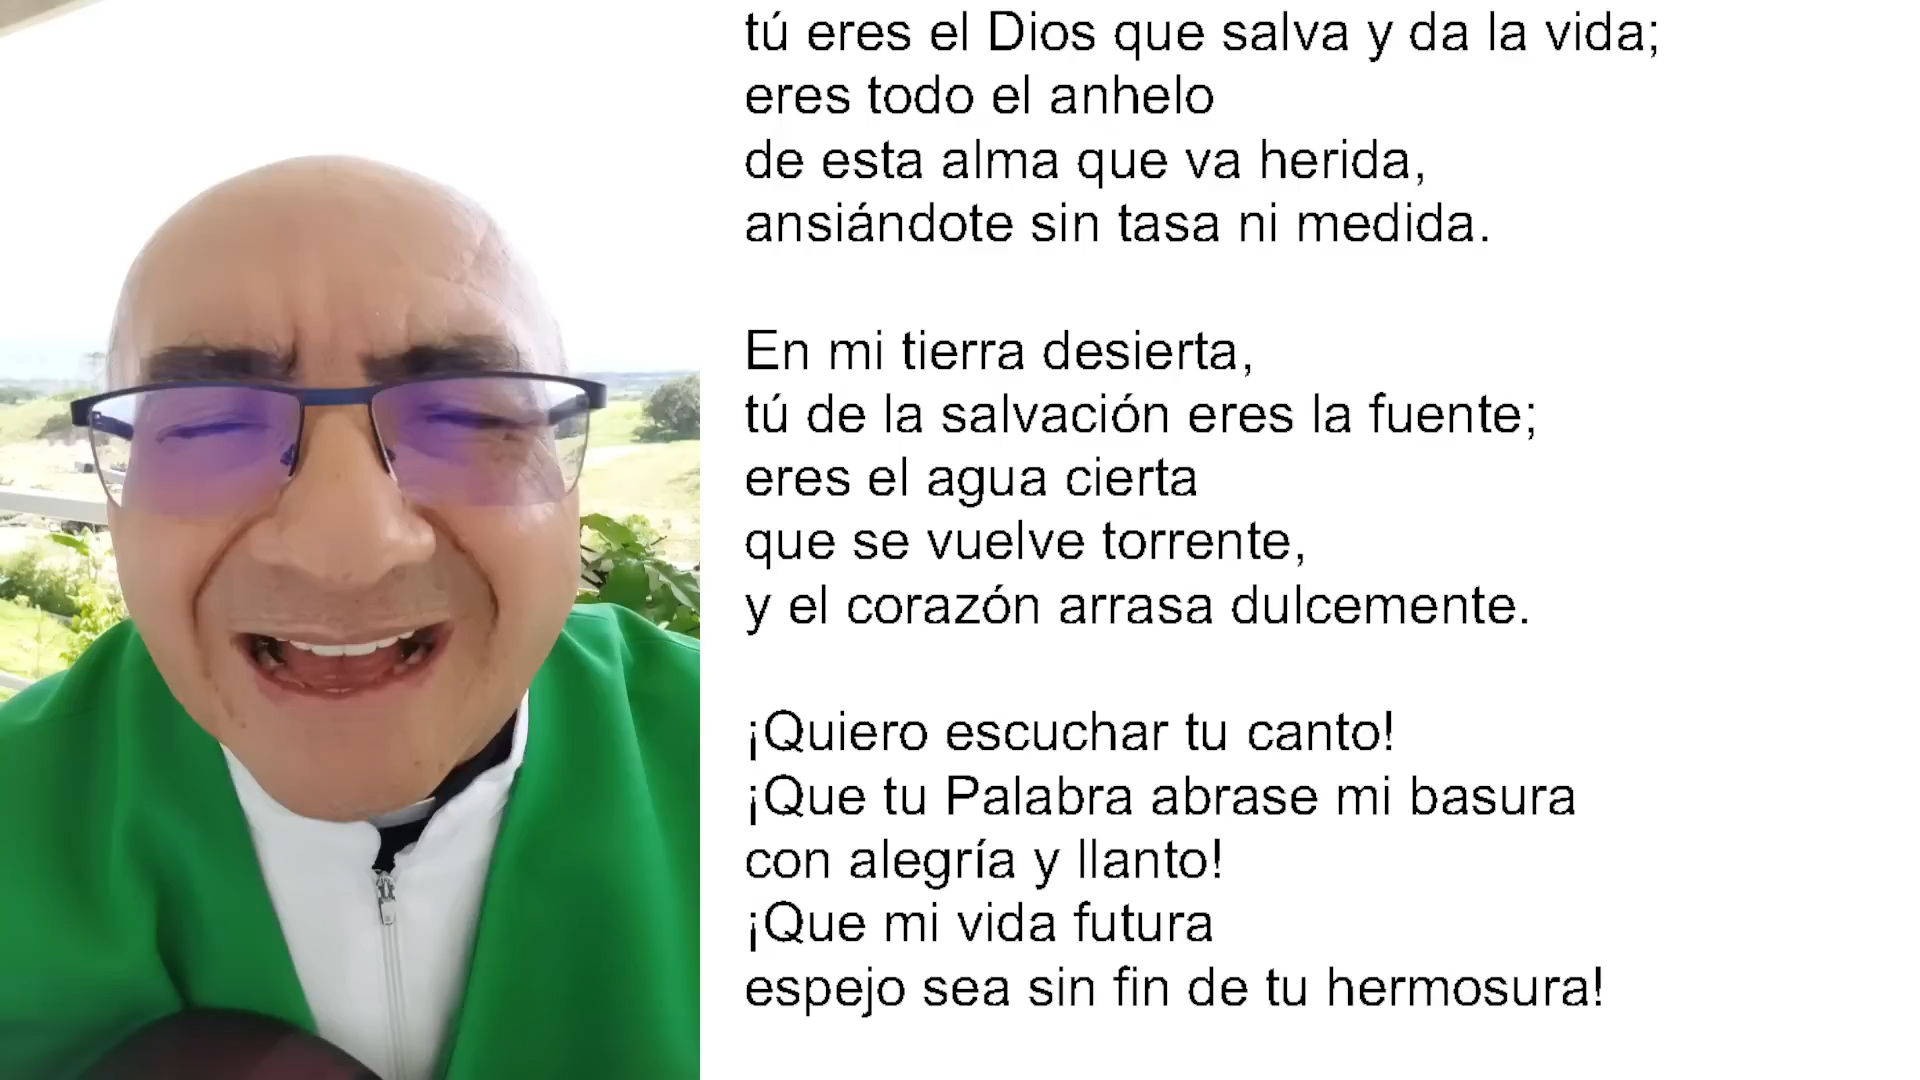 tú eres el Dios que salva y da la vida;
eres todo el anhelo
de esta alma que va herida,
ansiándote sin tasa ni medida.
En mi tierra desierta,
tú de la salvación eres la fuente;
eres el agua cierta
que se vuelve torrente,
y el corazón arrasa dulcemente.
¡Quiero escuchar tu canto!
¡Que tu Palabra abrase mi basura
con alegría y llanto!
¡Que mi vida futura
espejo sea sin fin de tu hermosura!